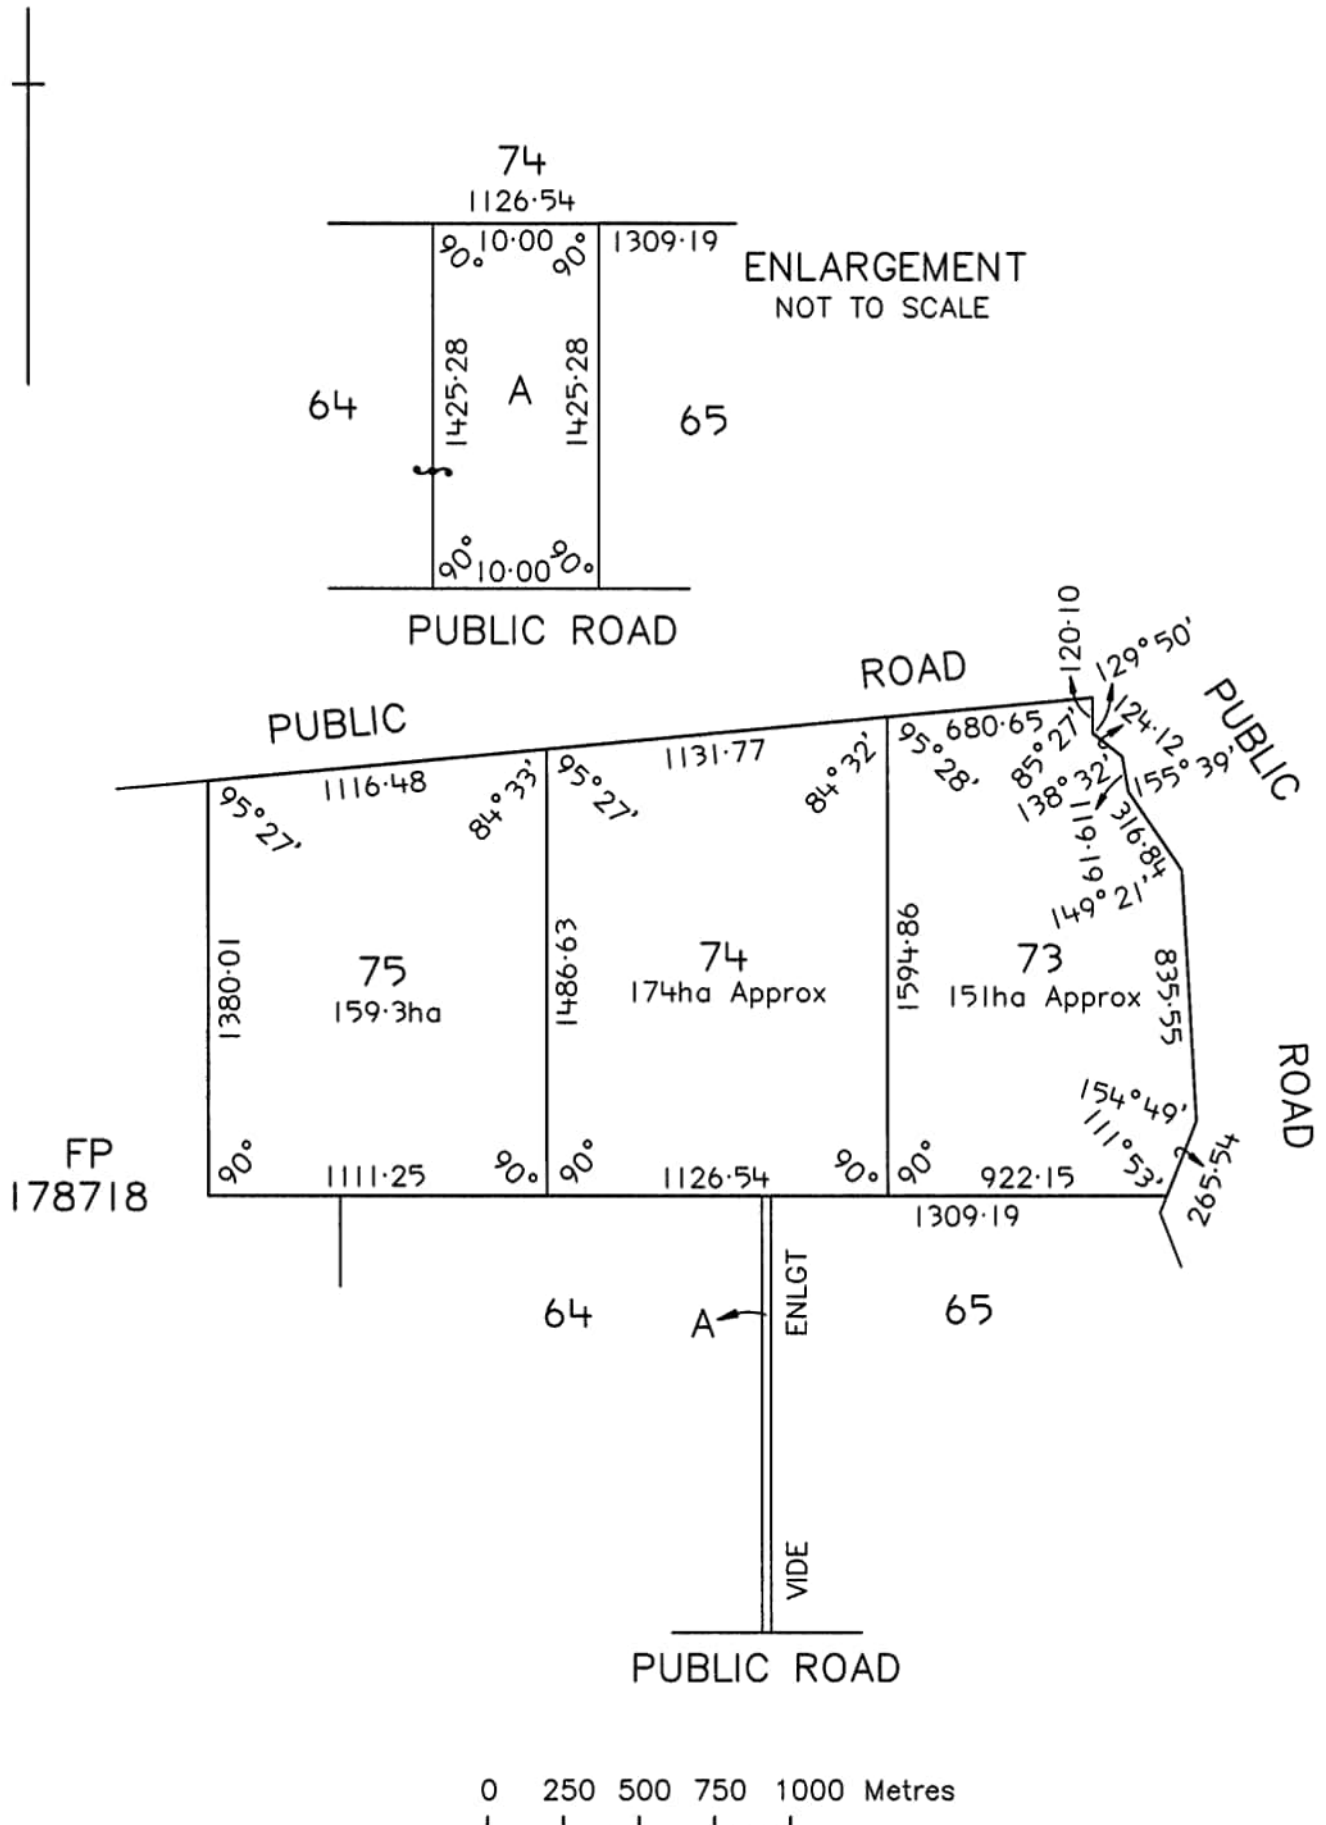 74
1126·54
90° 10·00 90° 1309·19
ENLARGEMENT
NOT TO SCALE
1425·28
A
1425·28
64
65
90° 10·00 90°
PUBLIC ROAD
PUBLIC
ROAD
120·10
129° 50'
124·12
PUBLIC
155° 39'
1116·48
1131·77
680·65
95° 27'
84° 33'
95° 27'
84° 32'
95° 28'
85° 27'
138° 32'
119·19
316·84
149° 21'
1380·01
75
159·3ha
1486·63
74
174ha Approx
1594·86
73
151ha Approx
835·55
ROAD
154° 49'
111° 53'
265·54
FP
178718
90°
1111·25
90°
90°
1126·54
90°
90°
922·15
1309·19
64
A
ENLGT
65
VIDE
PUBLIC ROAD
0 250 500 750 1000 Metres